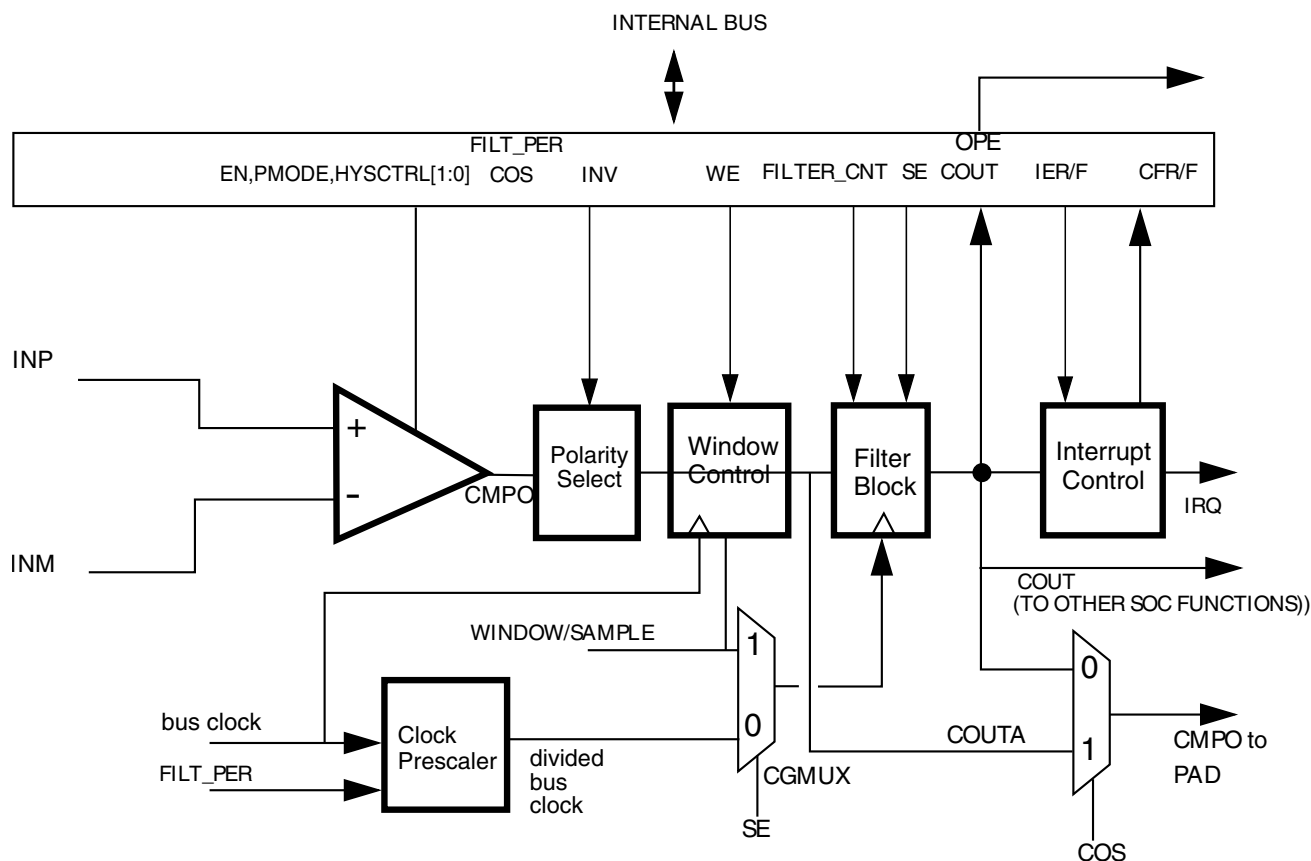 INTERNAL BUS
FILT_PER
OPE
EN,PMODE,HYSCTRL[1:0]
COS
INV
WE
FILTER_CNT
SE
COUT
IER/F
CFR/F
INP
+
-
INM
CMPO
Polarity
Select
Window
Control
Filter
Block
Interrupt
Control
IRQ
COUT
(TO OTHER SOC FUNCTIONS))
WINDOW/SAMPLE
1
0
CGMUX
SE
bus clock
FILT_PER
Clock
Prescaler
divided
bus
clock
COUTA
0
1
CMPO to
PAD
COS